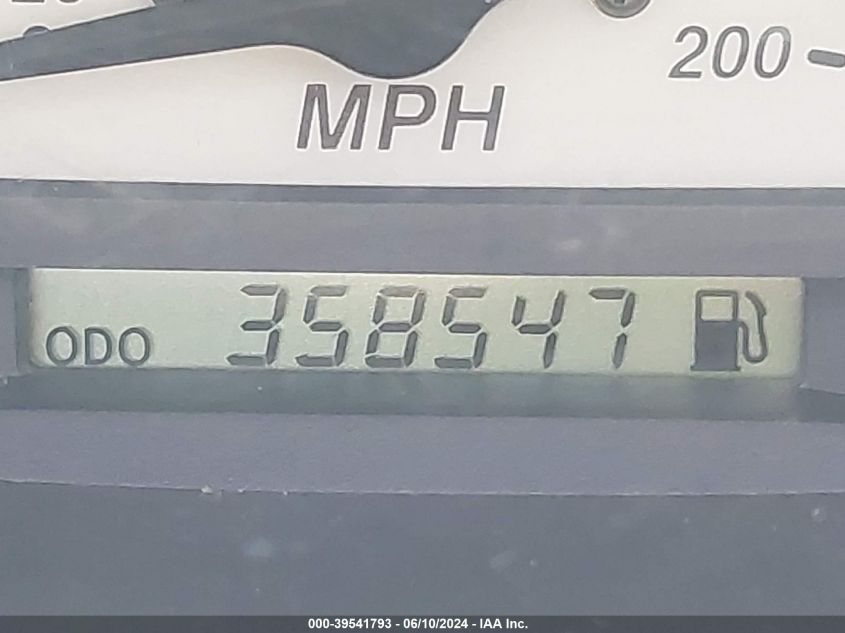 200
MPH
ODO 358547
000-39541793 - 06/10/2024 - IAA Inc.